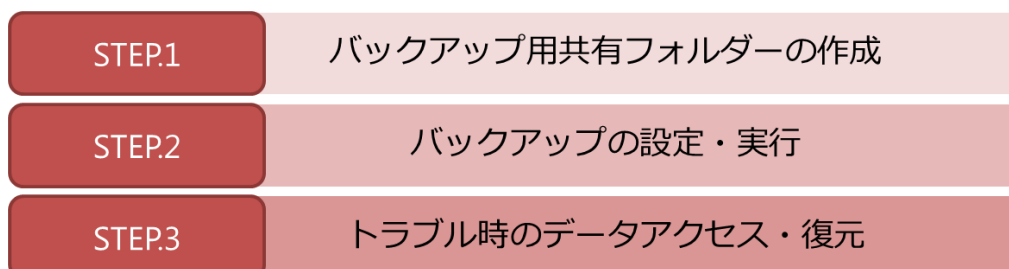 STEP.1 バックアップ用共有フォルダーの作成
STEP.2 バックアップの設定・実行
STEP.3 トラブル時のデータアクセス・復元